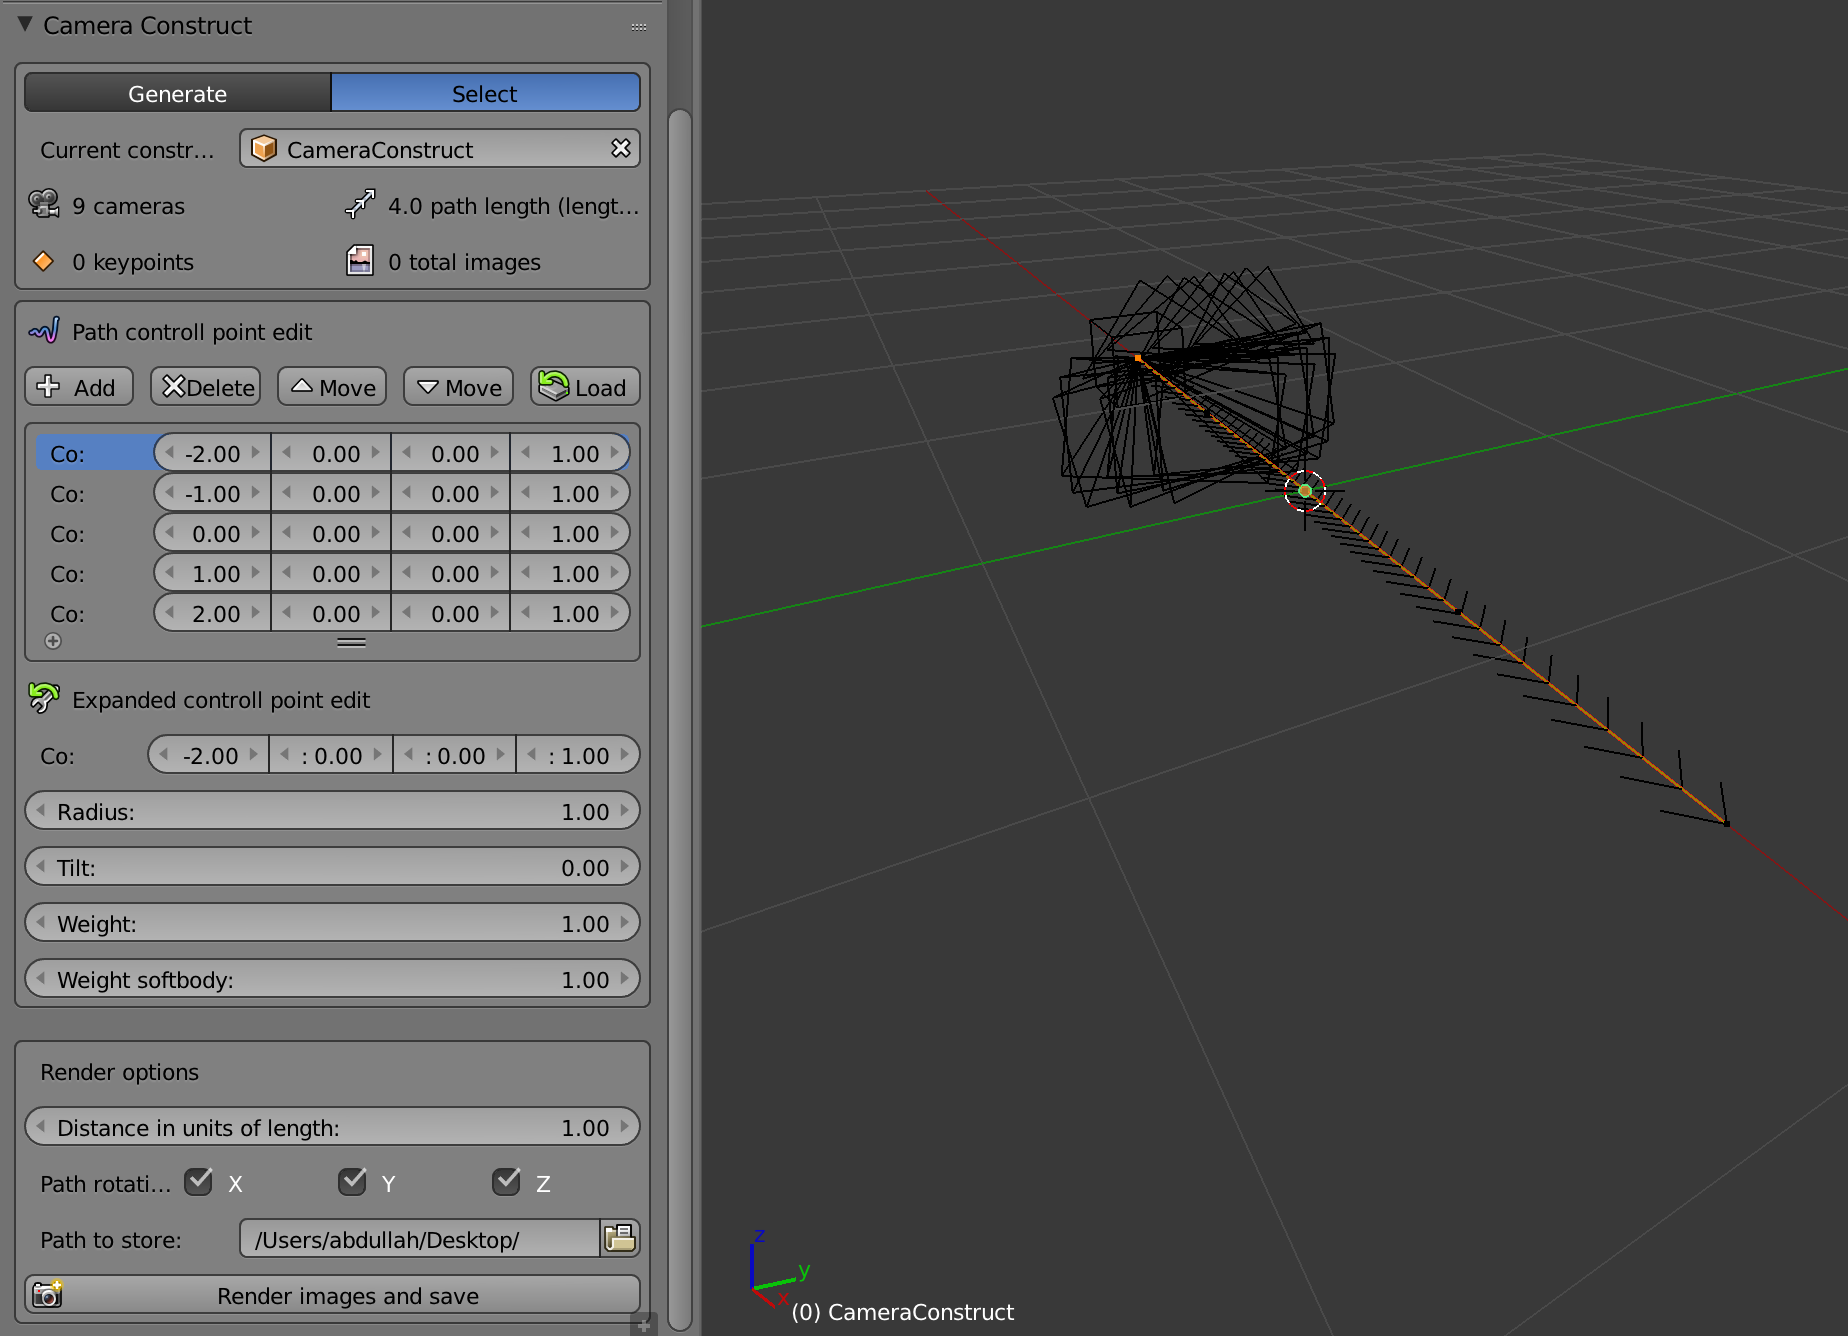 Camera Construct
Generate Select
Current constr... CameraConstruct
9 cameras 4.0 path length (lengt...
0 keypoints 0 total images
Path controll point edit
Add Delete Move Move Load
Co: -2.00 0.00 0.00 1.00
Co: -1.00 0.00 0.00 1.00
Co: 0.00 0.00 0.00 1.00
Co: 1.00 0.00 0.00 1.00
Co: 2.00 0.00 0.00 1.00
Expanded controll point edit
Co: -2.00 : 0.00 : 0.00 : 1.00
Radius: 1.00
Tilt: 0.00
Weight: 1.00
Weight softbody: 1.00
Render options
Distance in units of length: 1.00
Path rotati... X Y Z
Path to store: /Users/abdullah/Desktop/
Render images and save
z
y
x
(0) CameraConstruct